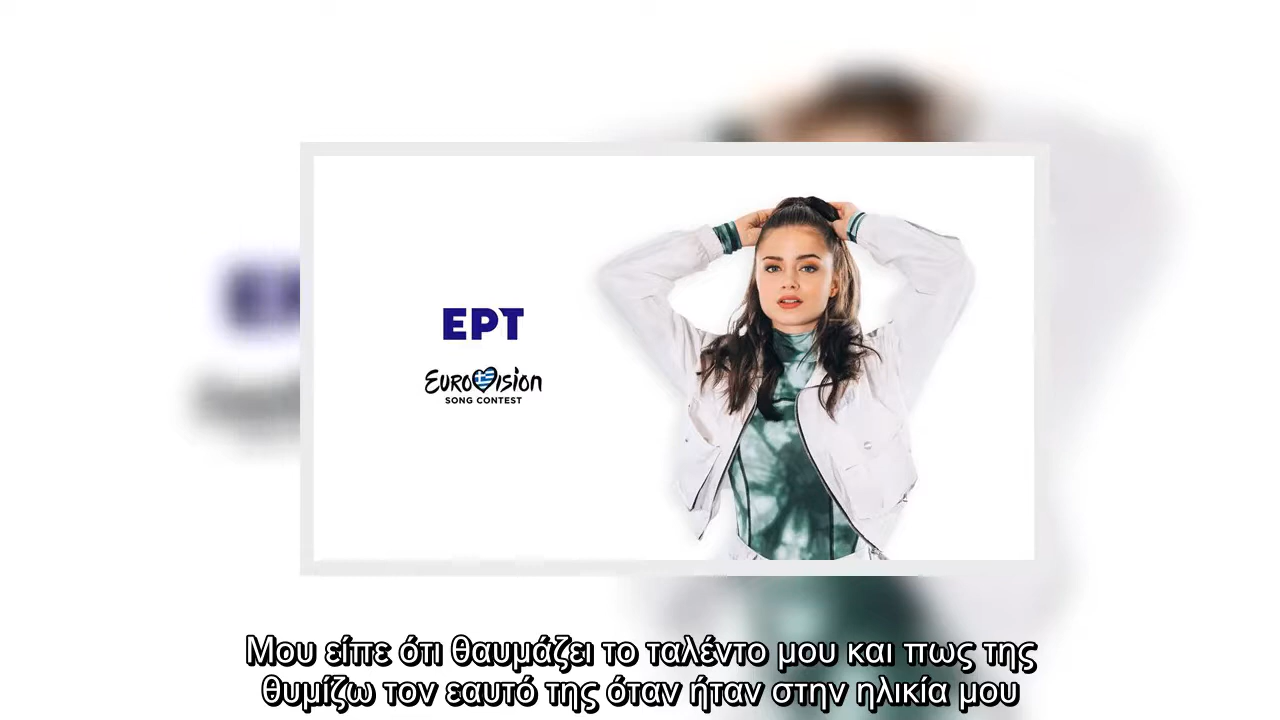 ΕΡΤ
EUROVISION
SONG CONTEST
Μου είπε ότι θαυμάζει το ταλέντο μου και πως της
θυμίζω τον εαυτό της όταν ήταν στην ηλικία μου